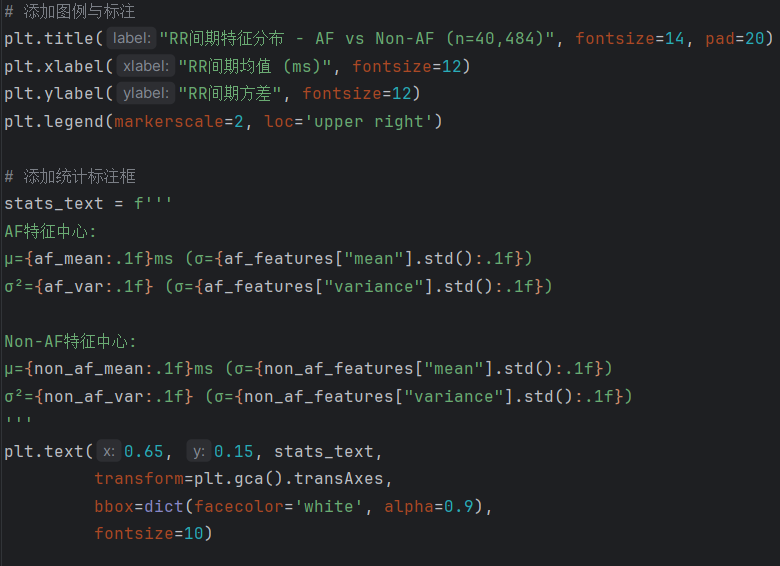 # 添加图例与标注
plt.title( label: "RR间期特征分布 - AF vs Non-AF (n=40,484)", fontsize=14, pad=20)
plt.xlabel( xlabel: "RR间期均值 (ms)", fontsize=12)
plt.ylabel( ylabel: "RR间期方差", fontsize=12)
plt.legend(markerscale=2, loc='upper right')

# 添加统计标注框
stats_text = f'''
AF特征中心:
μ={af_mean:.1f}ms (σ={af_features["mean"].std():.1f})
σ²={af_var:.1f} (σ={af_features["variance"].std():.1f})

Non-AF特征中心:
μ={non_af_mean:.1f}ms (σ={non_af_features["mean"].std():.1f})
σ²={non_af_var:.1f} (σ={non_af_features["variance"].std():.1f})
'''
plt.text( x: 0.65, y: 0.15, stats_text,
         transform=plt.gca().transAxes,
         bbox=dict(facecolor='white', alpha=0.9),
         fontsize=10)